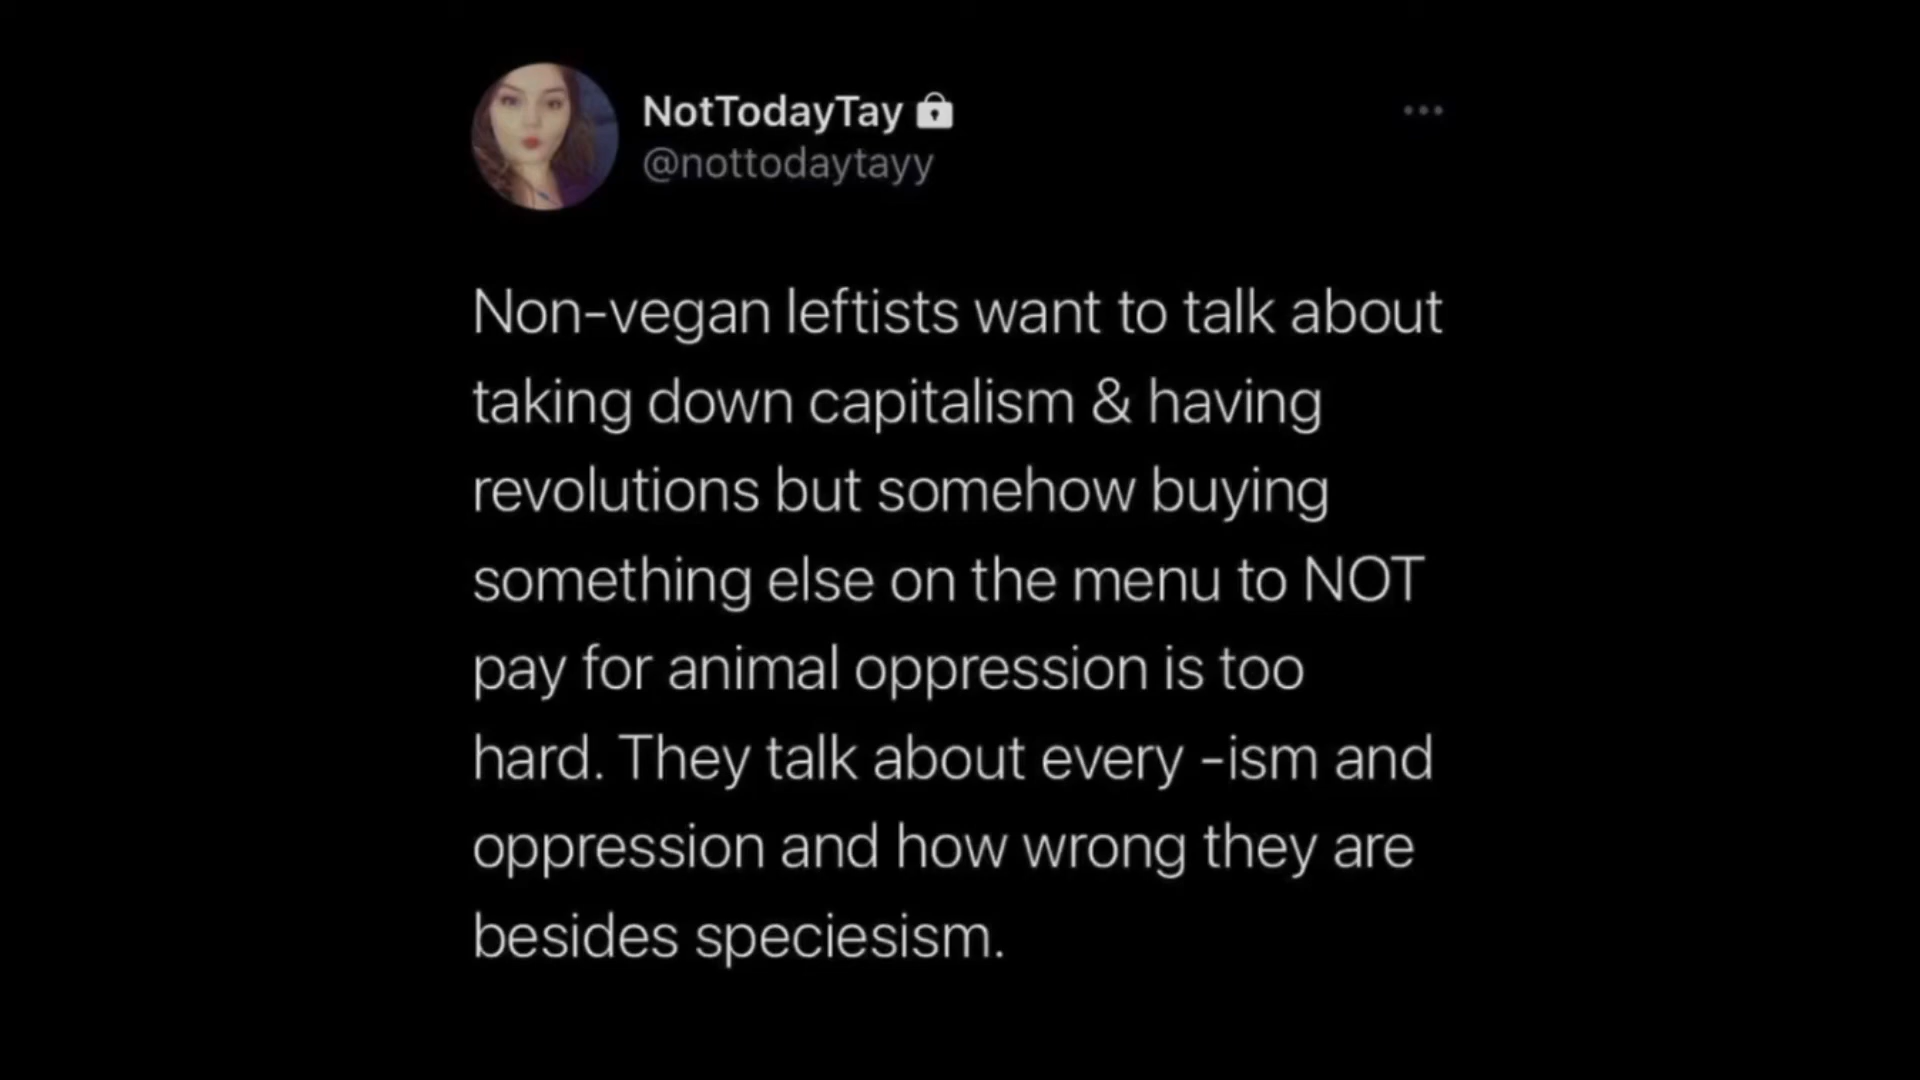 NotTodayTay
@nottodaytayy
Non-vegan leftists want to talk about
taking down capitalism & having
revolutions but somehow buying
something else on the menu to NOT
pay for animal oppression is too
hard. They talk about every -ism and
oppression and how wrong they are
besides speciesism.